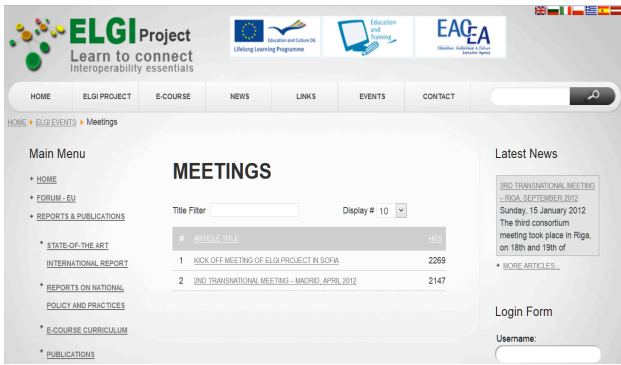 ELGI Project
Learn to connect
Interoperability essentials
Education and Culture DG
Lifelong Learning Programme
Education
and
Training
EACEA
Education, Audiovisual & Culture
Executive Agency
HOME ELGI PROJECT E-COURSE NEWS LINKS EVENTS CONTACT
HOME ELGI EVENTS Meetings
Main Menu
HOME
FORUM - EU
REPORTS & PUBLICATIONS
STATE-OF-THE ART
INTERNATIONAL REPORT
REPORTS ON NATIONAL
POLICY AND PRACTICES
E-COURSE CURRICULUM
PUBLICATIONS
MEETINGS
Title Filter Display # 10
# ARTICLE TITLE HITS
1 KICK OFF MEETING OF ELGI PROJECT IN SOFIA 2269
2 2ND TRANSNATIONAL MEETING – MADRID, APRIL 2012 2147
Latest News
3RD TRANSNATIONAL MEETING
– RIGA, SEPTEMBER 2012
Sunday, 15 January 2012
The third consortium
meeting took place in Riga,
on 18th and 19th of
MORE ARTICLES...
Login Form
Username: